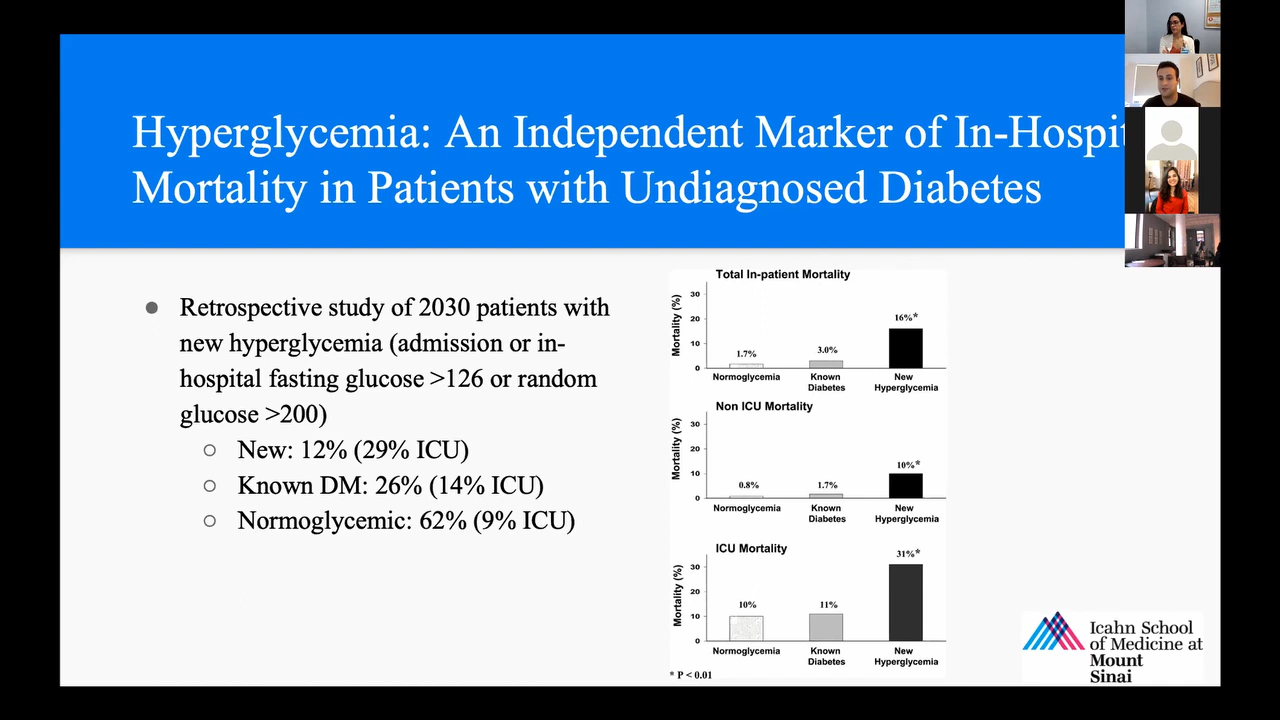 Hyperglycemia: An Independent Marker of In-Hospit
Mortality in Patients with Undiagnosed Diabetes
Retrospective study of 2030 patients with
new hyperglycemia (admission or in-
hospital fasting glucose >126 or random
glucose >200)
New: 12% (29% ICU)
Known DM: 26% (14% ICU)
Normoglycemic: 62% (9% ICU)
Total In-patient Mortality
Mortality (%)
30
20
10
0
1.7%
3.0%
16%*
Normoglycemia
Known
Diabetes
New
Hyperglycemia
Non ICU Mortality
Mortality (%)
30
20
10
0
0.8%
1.7%
10%*
Normoglycemia
Known
Diabetes
New
Hyperglycemia
ICU Mortality
Mortality (%)
30
20
10
0
10%
11%
31%*
Normoglycemia
Known
Diabetes
New
Hyperglycemia
* P < 0.01
Icahn School
of Medicine at
Mount
Sinai